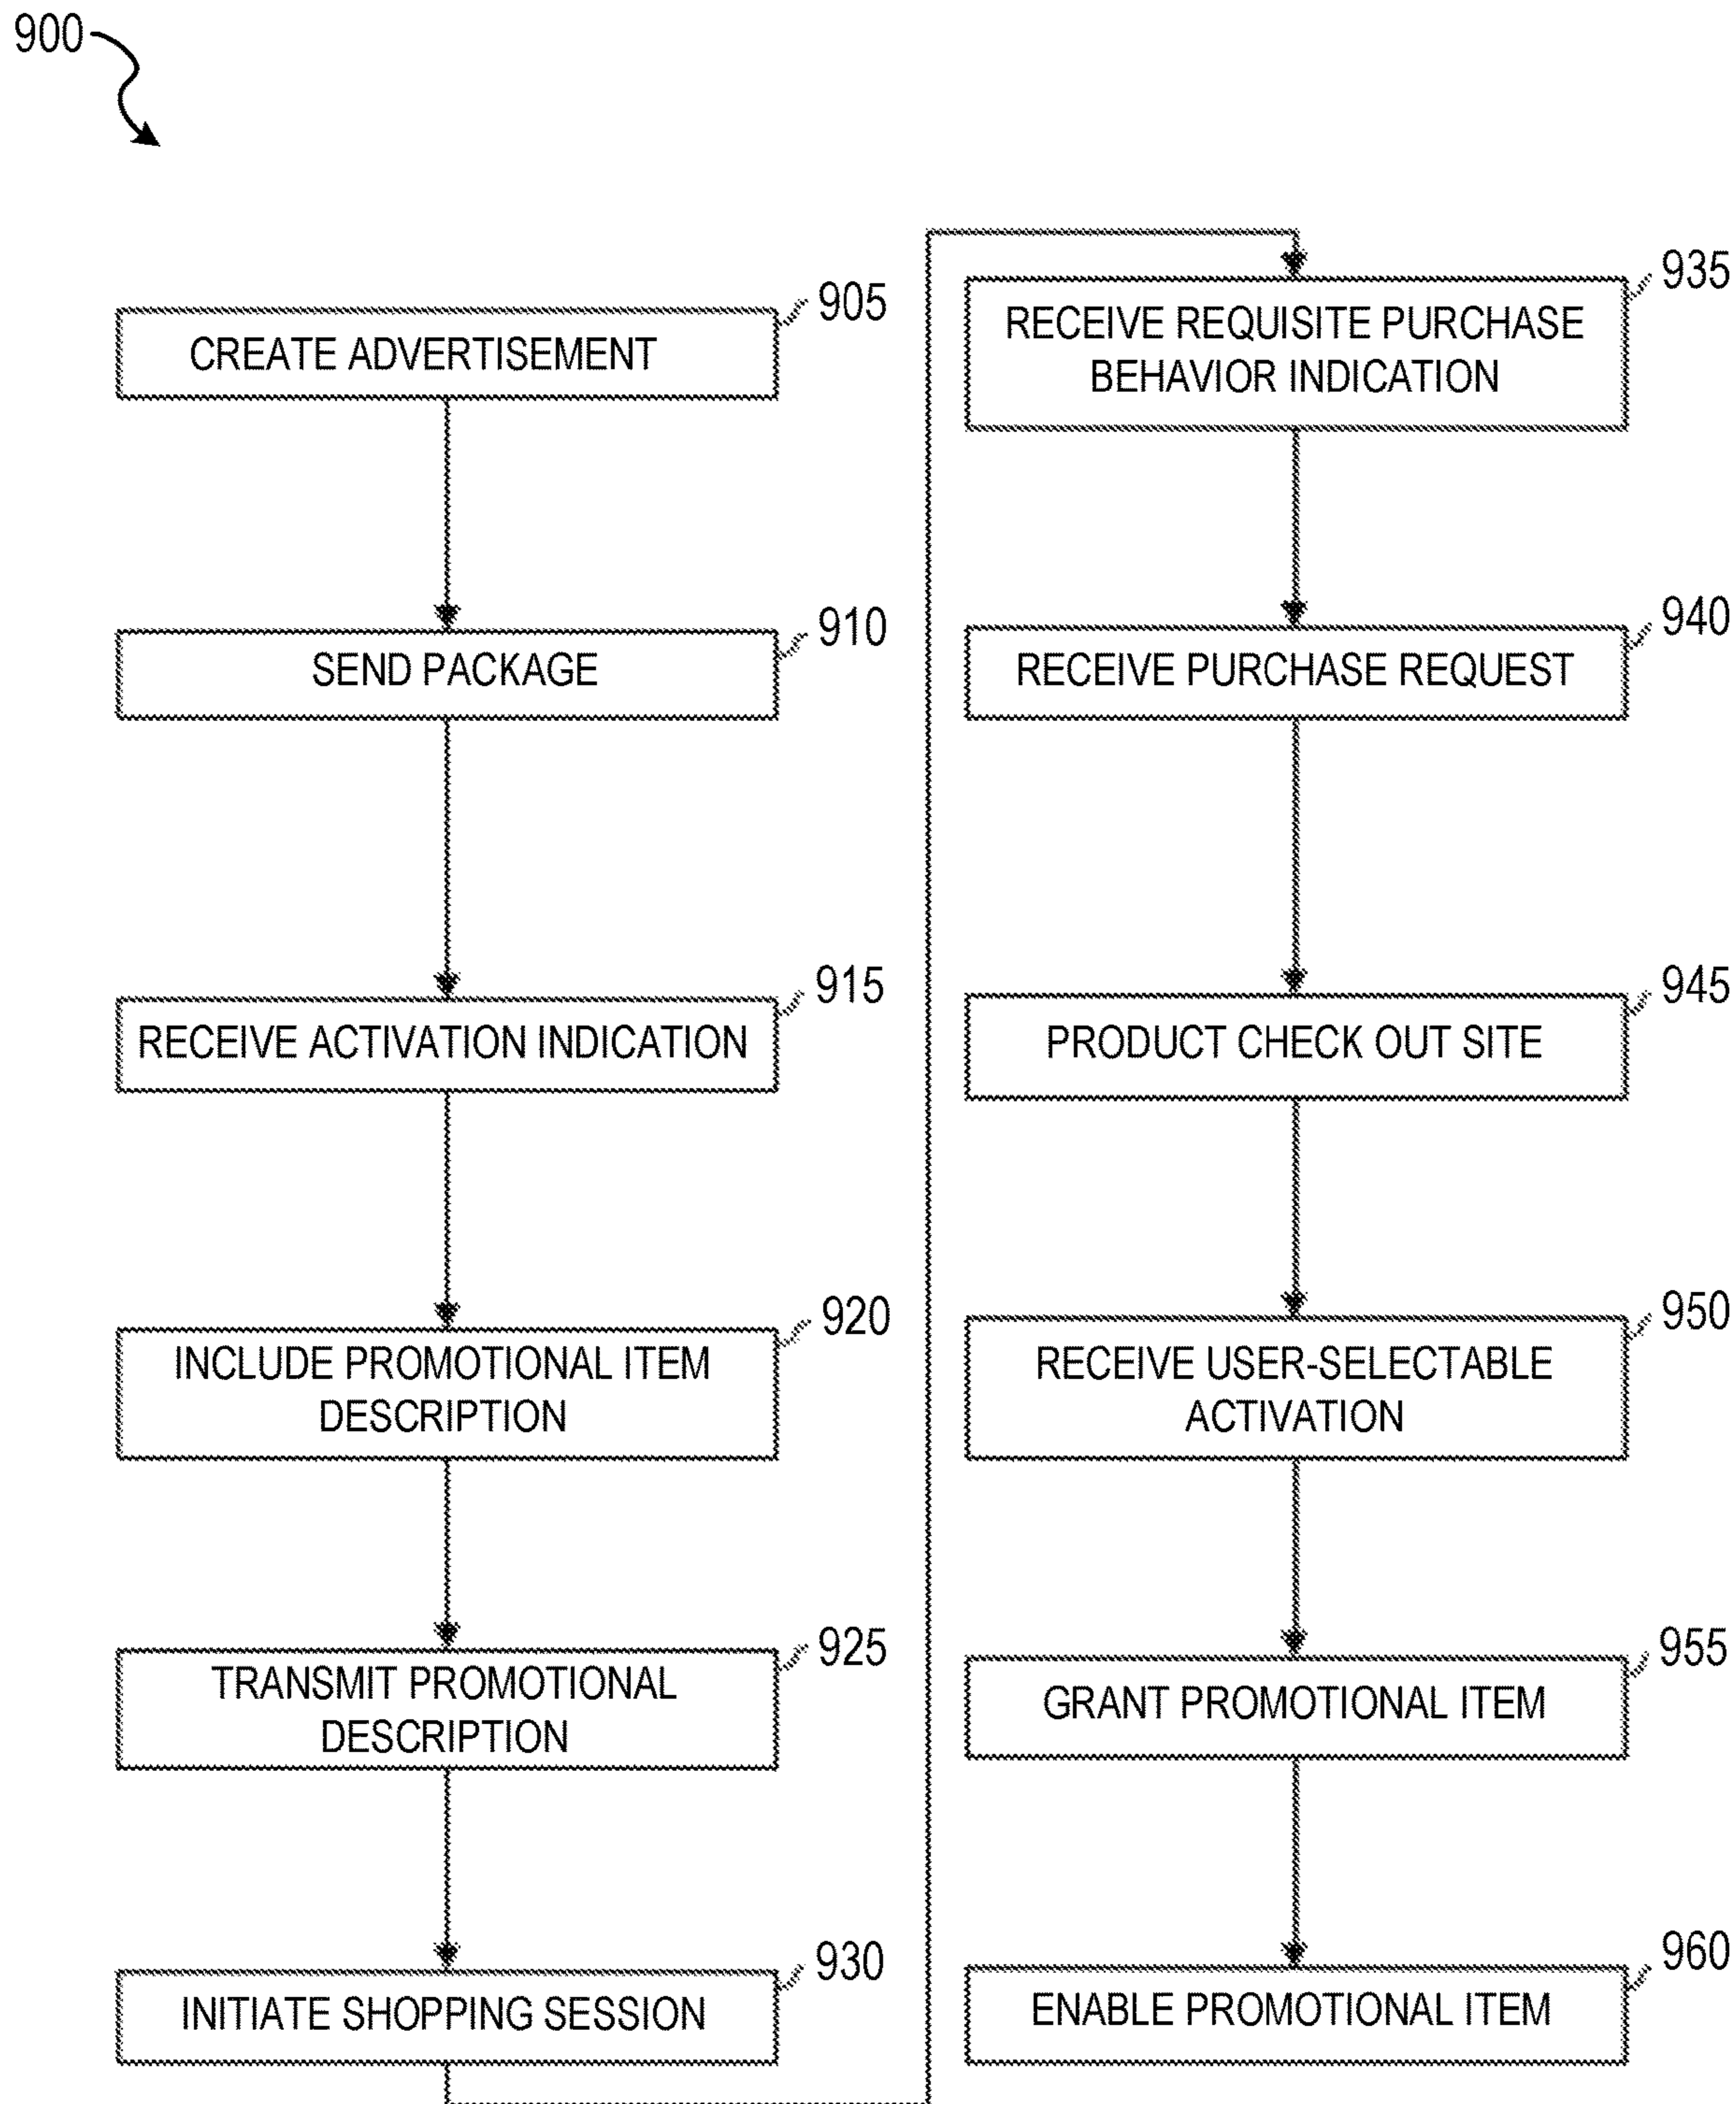 900
905
CREATE ADVERTISEMENT
910
SEND PACKAGE
915
RECEIVE ACTIVATION INDICATION
920
INCLUDE PROMOTIONAL ITEM
DESCRIPTION
925
TRANSMIT PROMOTIONAL
DESCRIPTION
930
INITIATE SHOPPING SESSION
935
RECEIVE REQUISITE PURCHASE
BEHAVIOR INDICATION
940
RECEIVE PURCHASE REQUEST
945
PRODUCT CHECK OUT SITE
950
RECEIVE USER-SELECTABLE
ACTIVATION
955
GRANT PROMOTIONAL ITEM
960
ENABLE PROMOTIONAL ITEM